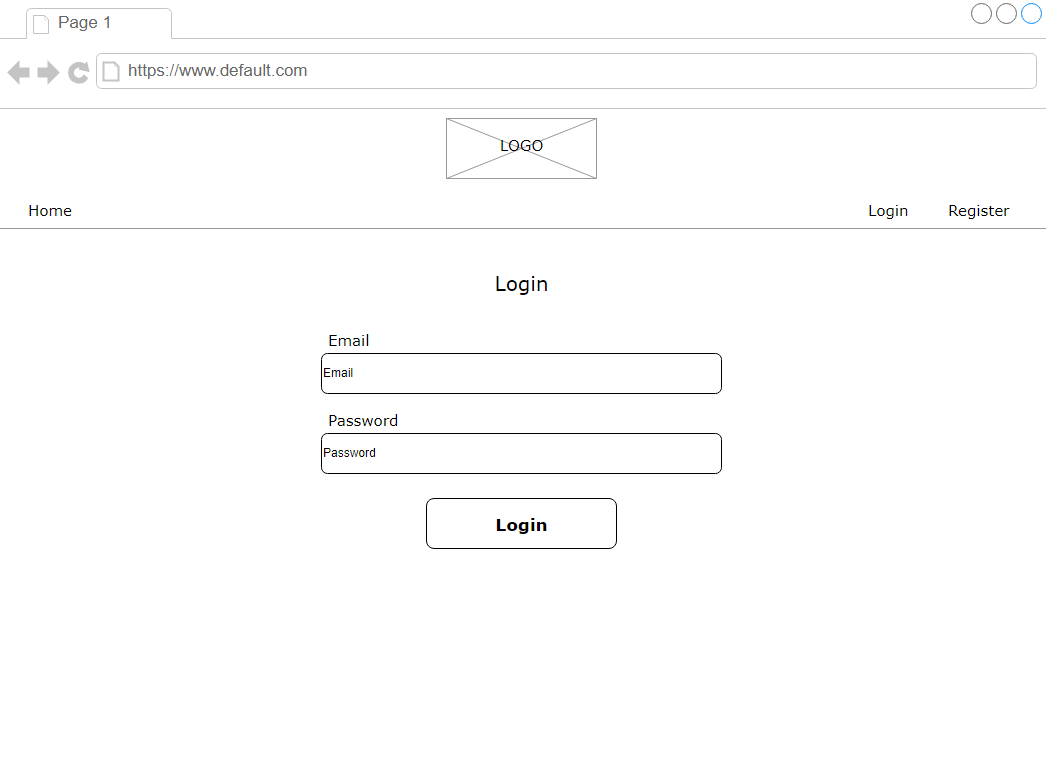 Page 1
https://www.default.com
LOGO
Home Login Register
Login
Email
Email
Password
Password
Login